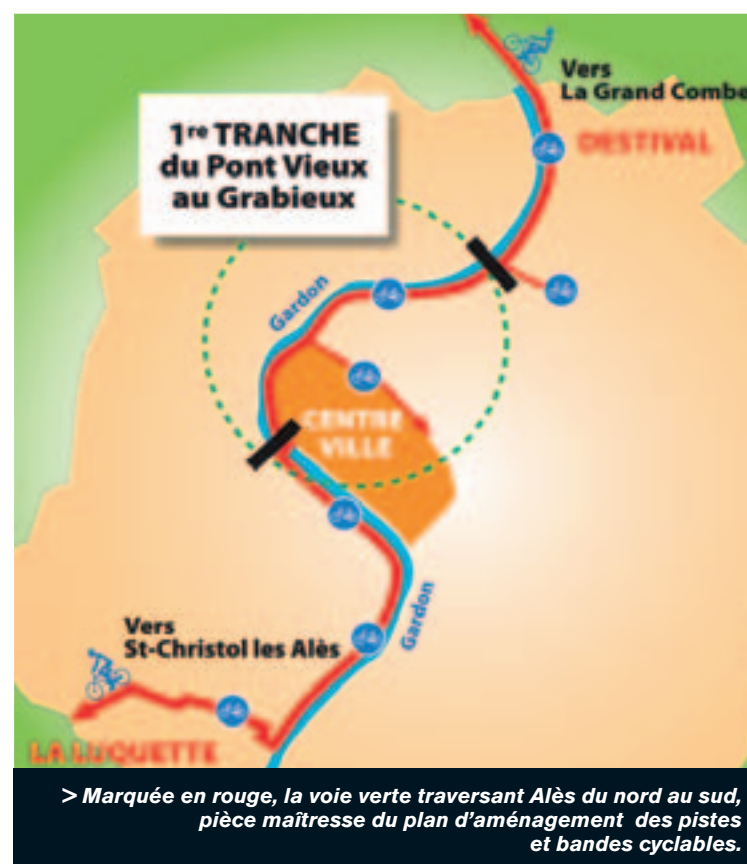 Vers
La Grand Combe
DESTIVAL
1re TRANCHE
du Pont Vieux
au Grabieux
Gardon
CENTRE
VILLE
Gardon
Vers
St-Christol les Alès
LA LUQUETTE
> Marquée en rouge, la voie verte traversant Alès du nord au sud,
pièce maîtresse du plan d'aménagement des pistes
et bandes cyclables.